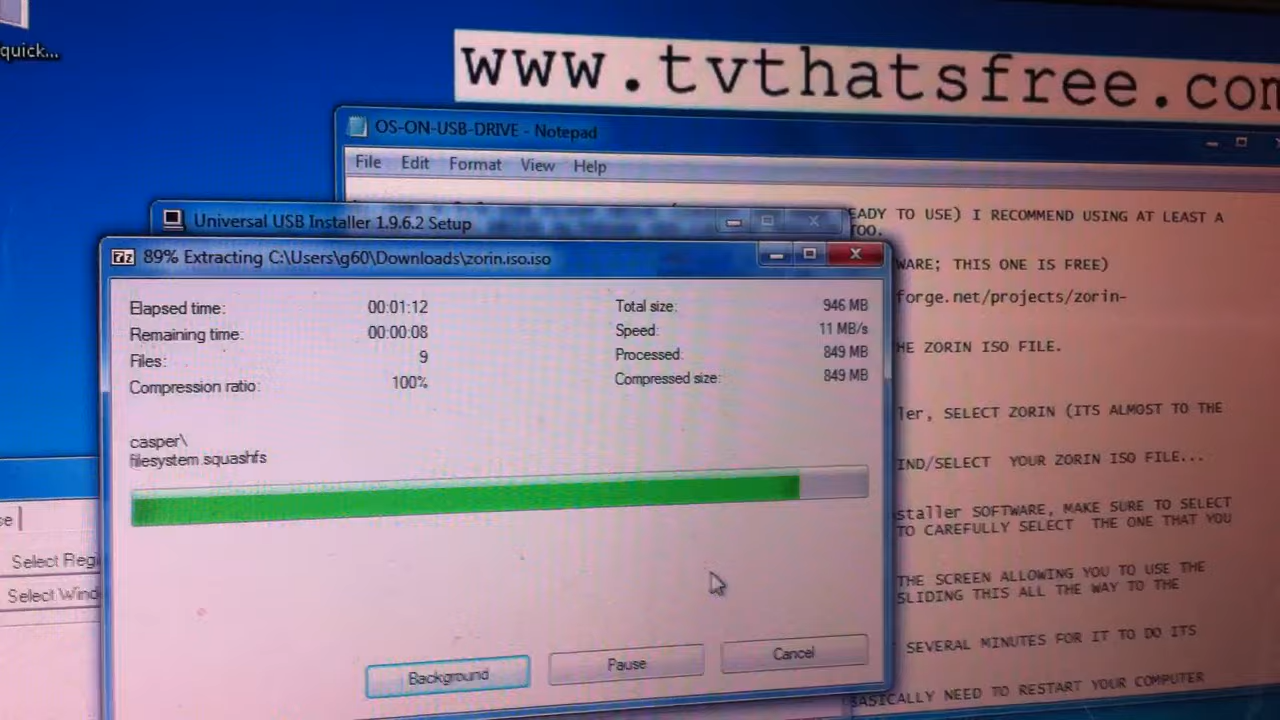 quick...
www.tvthatsfree.com
OS-ON-USB-DRIVE - Notepad
File Edit Format View Help
EADY TO USE) I RECOMMEND USING AT LEAST A
TOO.
WARE; THIS ONE IS FREE)
forge.net/projects/zorin-
HE ZORIN ISO FILE.
ler, SELECT ZORIN (ITS ALMOST TO THE
IND/SELECT YOUR ZORIN ISO FILE...
staller SOFTWARE, MAKE SURE TO SELECT
TO CAREFULLY SELECT THE ONE THAT YOU
THE SCREEN ALLOWING YOU TO USE THE
SLIDING THIS ALL THE WAY TO THE
SEVERAL MINUTES FOR IT TO DO ITS
BASICALLY NEED TO RESTART YOUR COMPUTER
Universal USB Installer 1.9.6.2 Setup
7z 89% Extracting C:\Users\g60\Downloads\zorin.iso.iso
Elapsed time: 00:01:12 Total size: 946 MB
Remaining time: 00:00:08 Speed: 11 MB/s
Files: 9 Processed: 849 MB
Compression ratio: 100% Compressed size: 849 MB
casper\
filesystem.squashfs
Background Pause Cancel
se
Select Regi
Select Wind